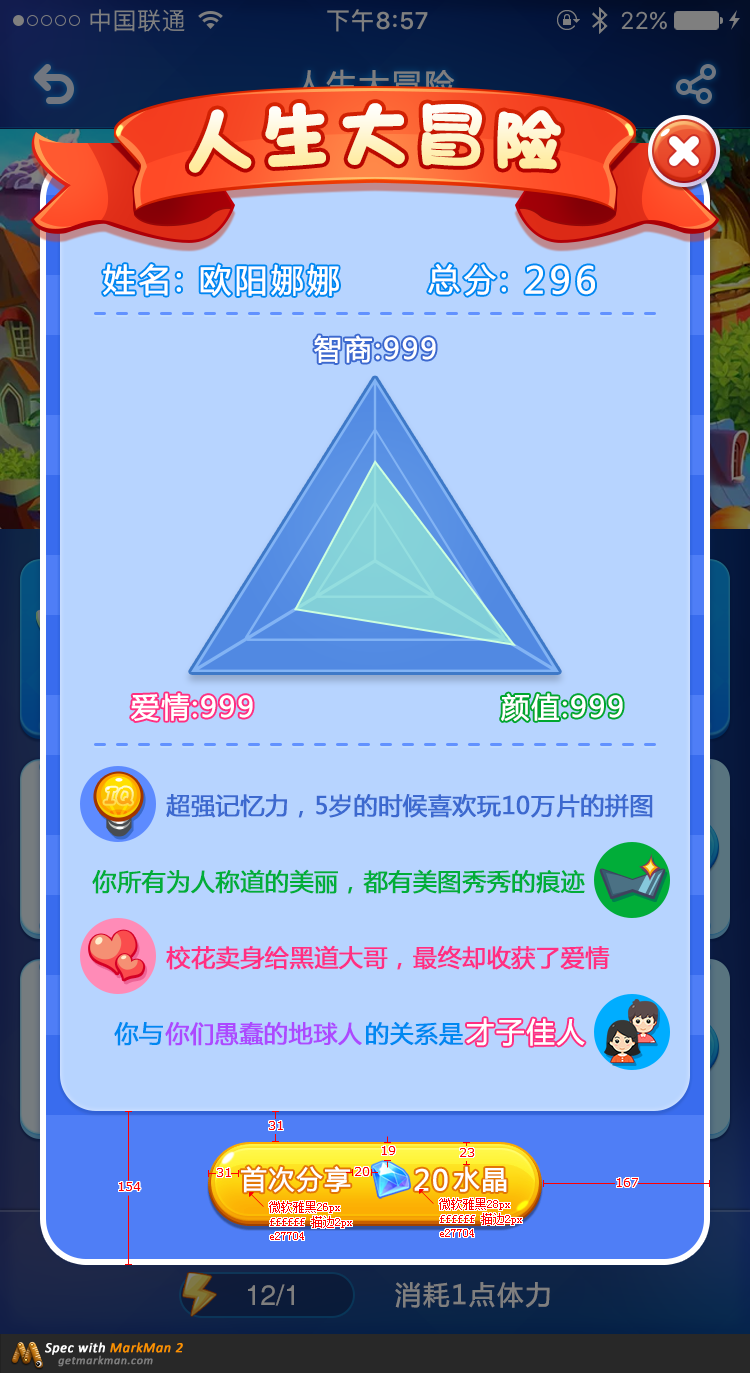 中国联通 下午8:57 22%
人生大冒险
人生大冒险
姓名: 欧阳娜娜 总分: 296
智商:999
爱情:999 颜值:999
IQ 超强记忆力，5岁的时候喜欢玩10万片的拼图
你所有为人称道的美丽，都有美图秀秀的痕迹
校花卖身给黑道大哥，最终却收获了爱情
你与你们愚蠢的地球人的关系是才子佳人
31
19 23
31 首次分享 20 20水晶 167
154
微软雅黑26px 微软雅黑28px
ffffff 描边2px ffffff 描边2px
e27704 e27704
12/1 消耗1点体力
Spec with MarkMan 2
getmarkman.com